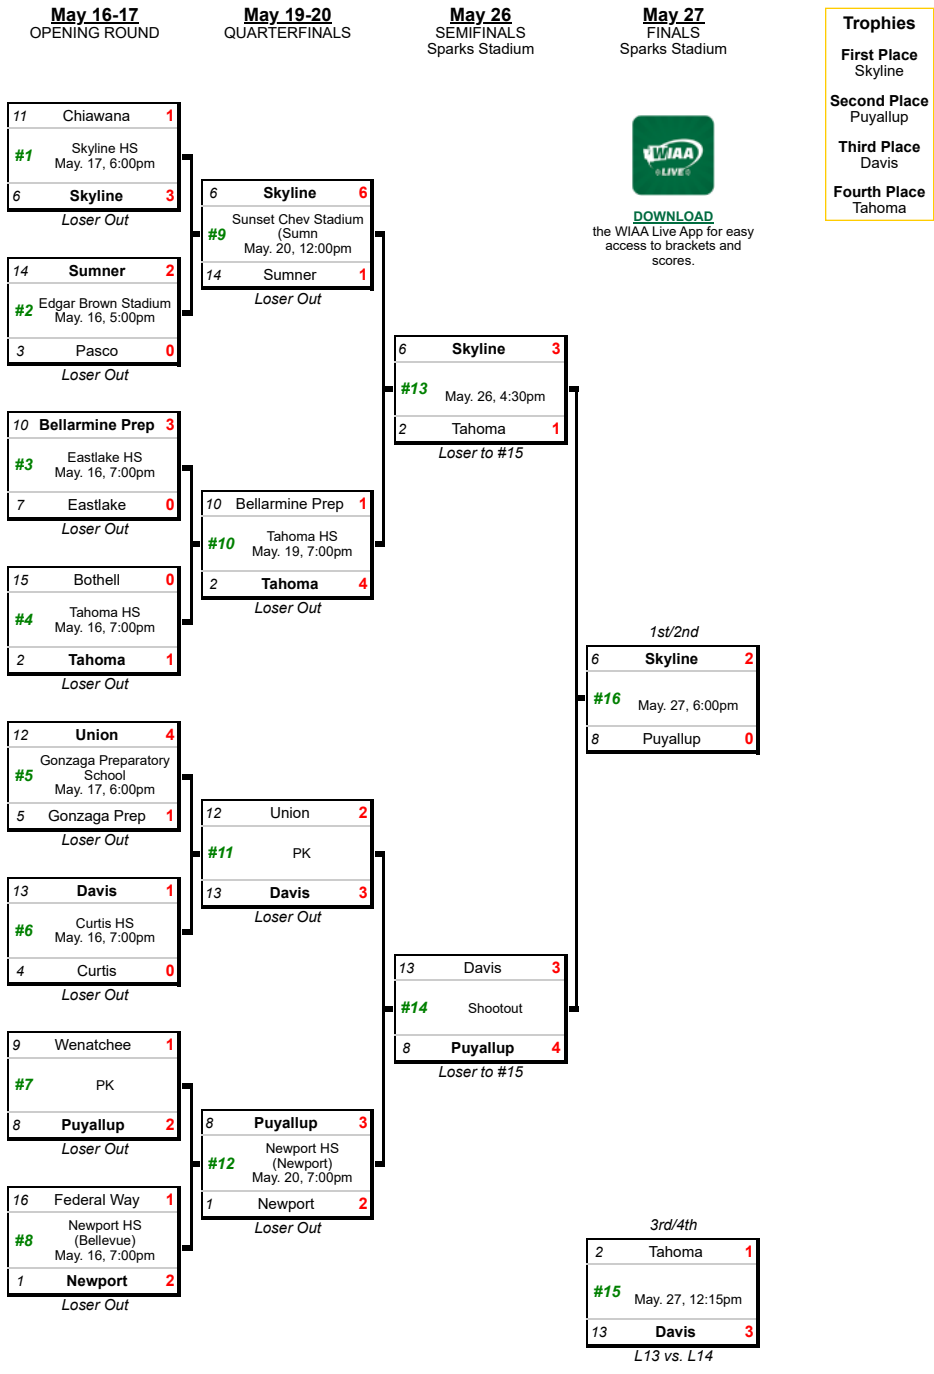 May 16-17
OPENING ROUND
May 19-20
QUARTERFINALS
May 26
SEMIFINALS
Sparks Stadium
May 27
FINALS
Sparks Stadium
Trophies
First Place
Skyline
Second Place
Puyallup
Third Place
Davis
Fourth Place
Tahoma
WIAA
LIVE
DOWNLOAD
the WIAA Live App for easy
access to brackets and
scores.
11 Chiawana 1
#1 Skyline HS
May. 17, 6:00pm
6 Skyline 3
Loser Out
14 Sumner 2
#2 Edgar Brown Stadium
May. 16, 5:00pm
3 Pasco 0
Loser Out
10 Bellarmine Prep 3
#3 Eastlake HS
May. 16, 7:00pm
7 Eastlake 0
Loser Out
15 Bothell 0
#4 Tahoma HS
May. 16, 7:00pm
2 Tahoma 1
Loser Out
12 Union 4
#5 Gonzaga Preparatory
School
May. 17, 6:00pm
5 Gonzaga Prep 1
Loser Out
13 Davis 1
#6 Curtis HS
May. 16, 7:00pm
4 Curtis 0
Loser Out
9 Wenatchee 1
#7 PK
8 Puyallup 2
Loser Out
16 Federal Way 1
#8 Newport HS
(Bellevue)
May. 16, 7:00pm
1 Newport 2
Loser Out
6 Skyline 6
#9 Sunset Chev Stadium
(Sumn
May. 20, 12:00pm
14 Sumner 1
Loser Out
10 Bellarmine Prep 1
#10 Tahoma HS
May. 19, 7:00pm
2 Tahoma 4
Loser Out
12 Union 2
#11 PK
13 Davis 3
Loser Out
8 Puyallup 3
#12 Newport HS
(Newport)
May. 20, 7:00pm
1 Newport 2
Loser Out
6 Skyline 3
#13 May. 26, 4:30pm
2 Tahoma 1
Loser to #15
13 Davis 3
#14 Shootout
8 Puyallup 4
Loser to #15
1st/2nd
6 Skyline 2
#16 May. 27, 6:00pm
8 Puyallup 0
3rd/4th
2 Tahoma 1
#15 May. 27, 12:15pm
13 Davis 3
L13 vs. L14